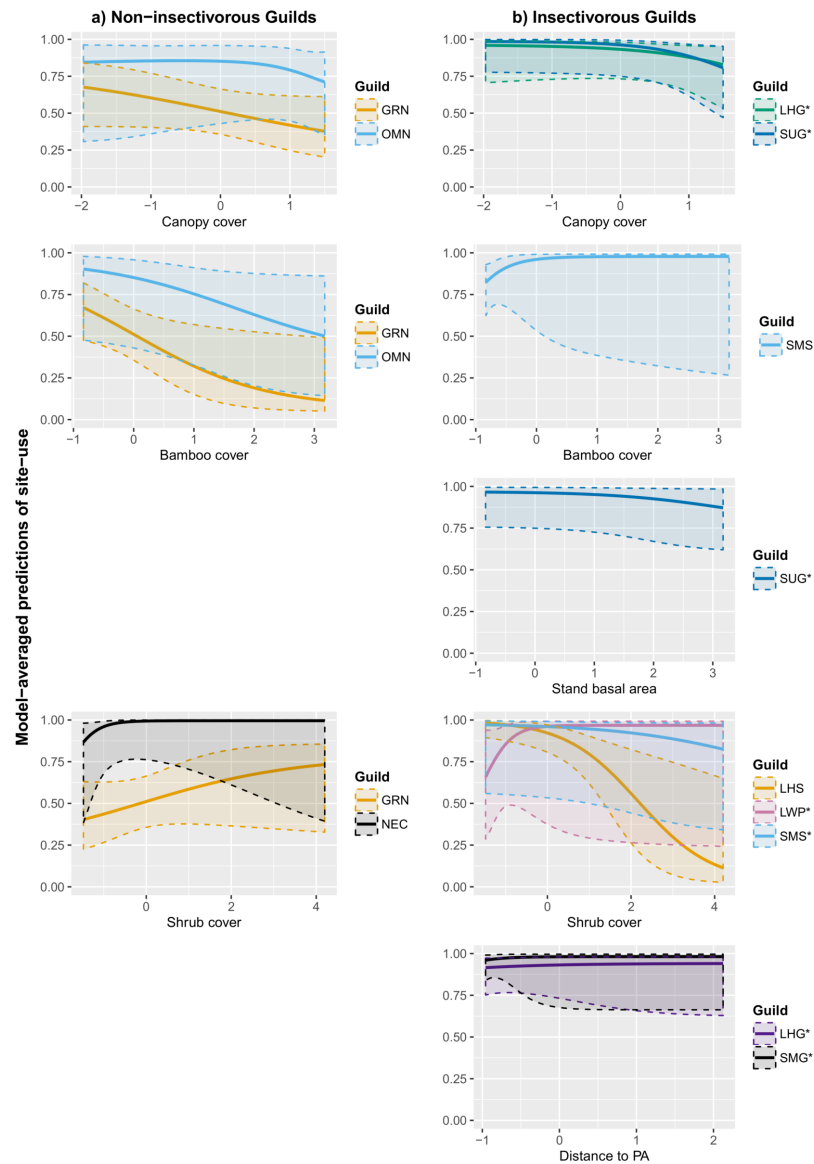 a) Non-insectivorous Guilds
b) Insectivorous Guilds
Model-averaged predictions of site-use
1.00
0.75
0.50
0.25
0.00
−2 −1 0 1
Canopy cover
Guild
GRN
OMN
1.00
0.75
0.50
0.25
0.00
−2 −1 0 1
Canopy cover
Guild
LHG*
SUG*
1.00
0.75
0.50
0.25
0.00
−1 0 1 2 3
Bamboo cover
Guild
GRN
OMN
1.00
0.75
0.50
0.25
0.00
−1 0 1 2 3
Bamboo cover
Guild
SMS
1.00
0.75
0.50
0.25
0.00
−1 0 1 2 3
Stand basal area
Guild
SUG*
1.00
0.75
0.50
0.25
0.00
0 2 4
Shrub cover
Guild
GRN
NEC
1.00
0.75
0.50
0.25
0.00
0 2 4
Shrub cover
Guild
LHS
LWP*
SMS*
1.00
0.75
0.50
0.25
0.00
−1 0 1 2
Distance to PA
Guild
LHG*
SMG*